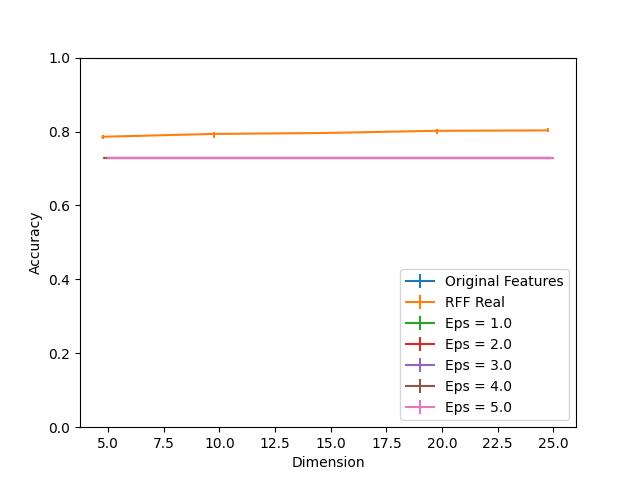 1.0
0.8
0.6
0.4
0.2
0.0
Accuracy
Original Features
RFF Real
Eps = 1.0
Eps = 2.0
Eps = 3.0
Eps = 4.0
Eps = 5.0
5.0 7.5 10.0 12.5 15.0 17.5 20.0 22.5 25.0
Dimension